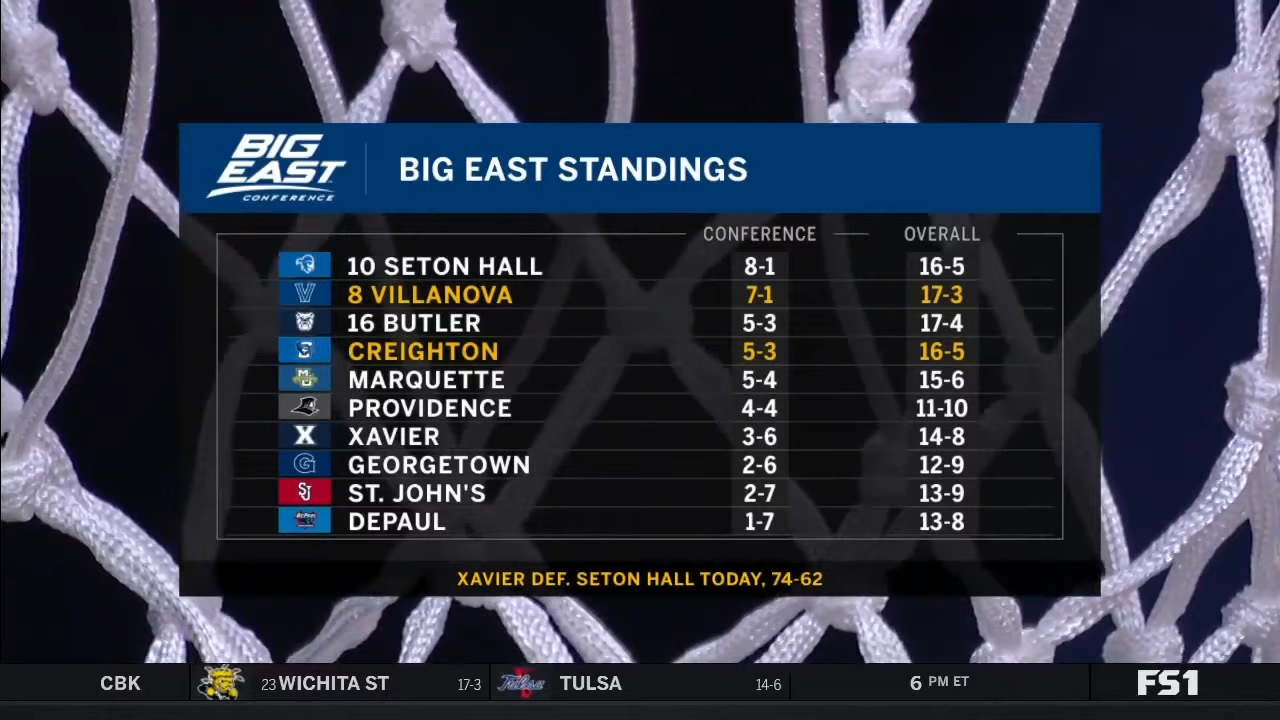 BIG EAST CONFERENCE
BIG EAST STANDINGS
CONFERENCE OVERALL
10 SETON HALL 8-1 16-5
8 VILLANOVA 7-1 17-3
16 BUTLER 5-3 17-4
CREIGHTON 5-3 16-5
MARQUETTE 5-4 15-6
PROVIDENCE 4-4 11-10
X XAVIER 3-6 14-8
G GEORGETOWN 2-6 12-9
SJ ST. JOHN'S 2-7 13-9
DEPAUL 1-7 13-8
XAVIER DEF. SETON HALL TODAY, 74-62
CBK 23 WICHITA ST 17-3 Tulsa TULSA 14-6 6 PM ET FS1